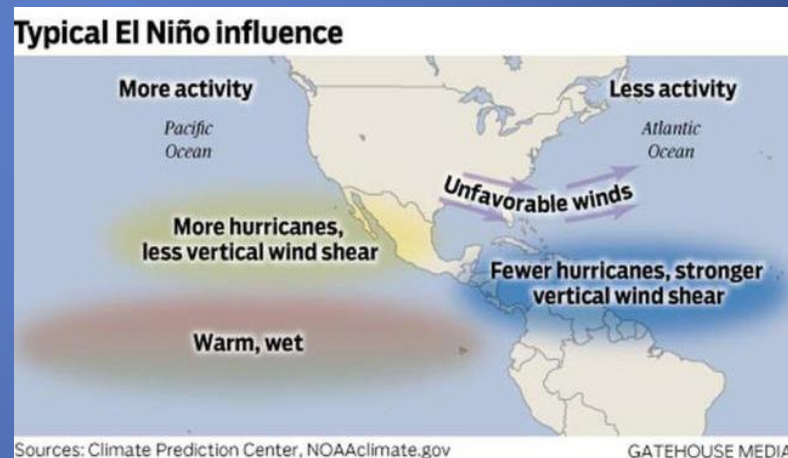 Typical El Niño influence
More activity
Pacific
Ocean
Less activity
Atlantic
Ocean
Unfavorable winds
More hurricanes,
less vertical wind shear
Fewer hurricanes, stronger
vertical wind shear
Warm, wet
Sources: Climate Prediction Center, NOAAclimate.gov
GATEHOUSE MEDIA